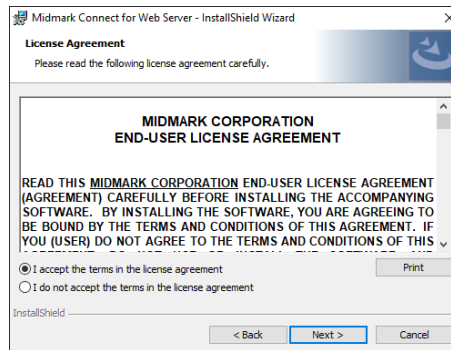 Midmark Connect for Web Server - InstallShield Wizard
License Agreement
Please read the following license agreement carefully.
MIDMARK CORPORATION
END-USER LICENSE AGREEMENT
READ THIS MIDMARK CORPORATION END-USER LICENSE AGREEMENT
(AGREEMENT) CAREFULLY BEFORE INSTALLING THE ACCOMPANYING
SOFTWARE. BY INSTALLING THE SOFTWARE, YOU ARE AGREEING TO
BE BOUND BY THE TERMS AND CONDITIONS OF THIS AGREEMENT. IF
YOU (USER) DO NOT AGREE TO THE TERMS AND CONDITIONS OF THIS
I accept the terms in the license agreement
Print
I do not accept the terms in the license agreement
InstallShield
< Back
Next >
Cancel